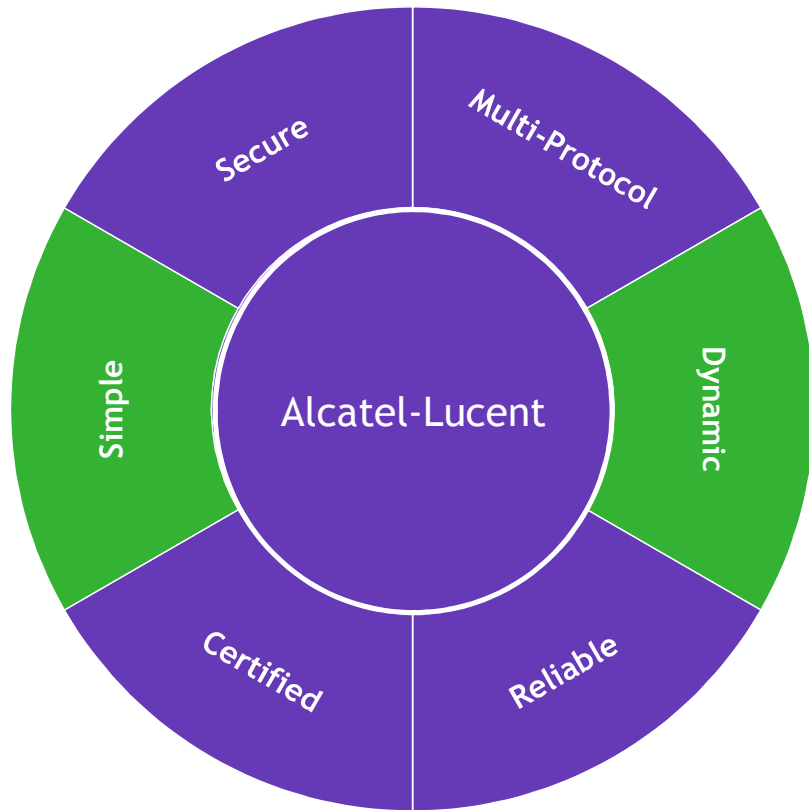 Secure
Multi-Protocol
Simple
Alcatel-Lucent
Dynamic
Certified
Reliable